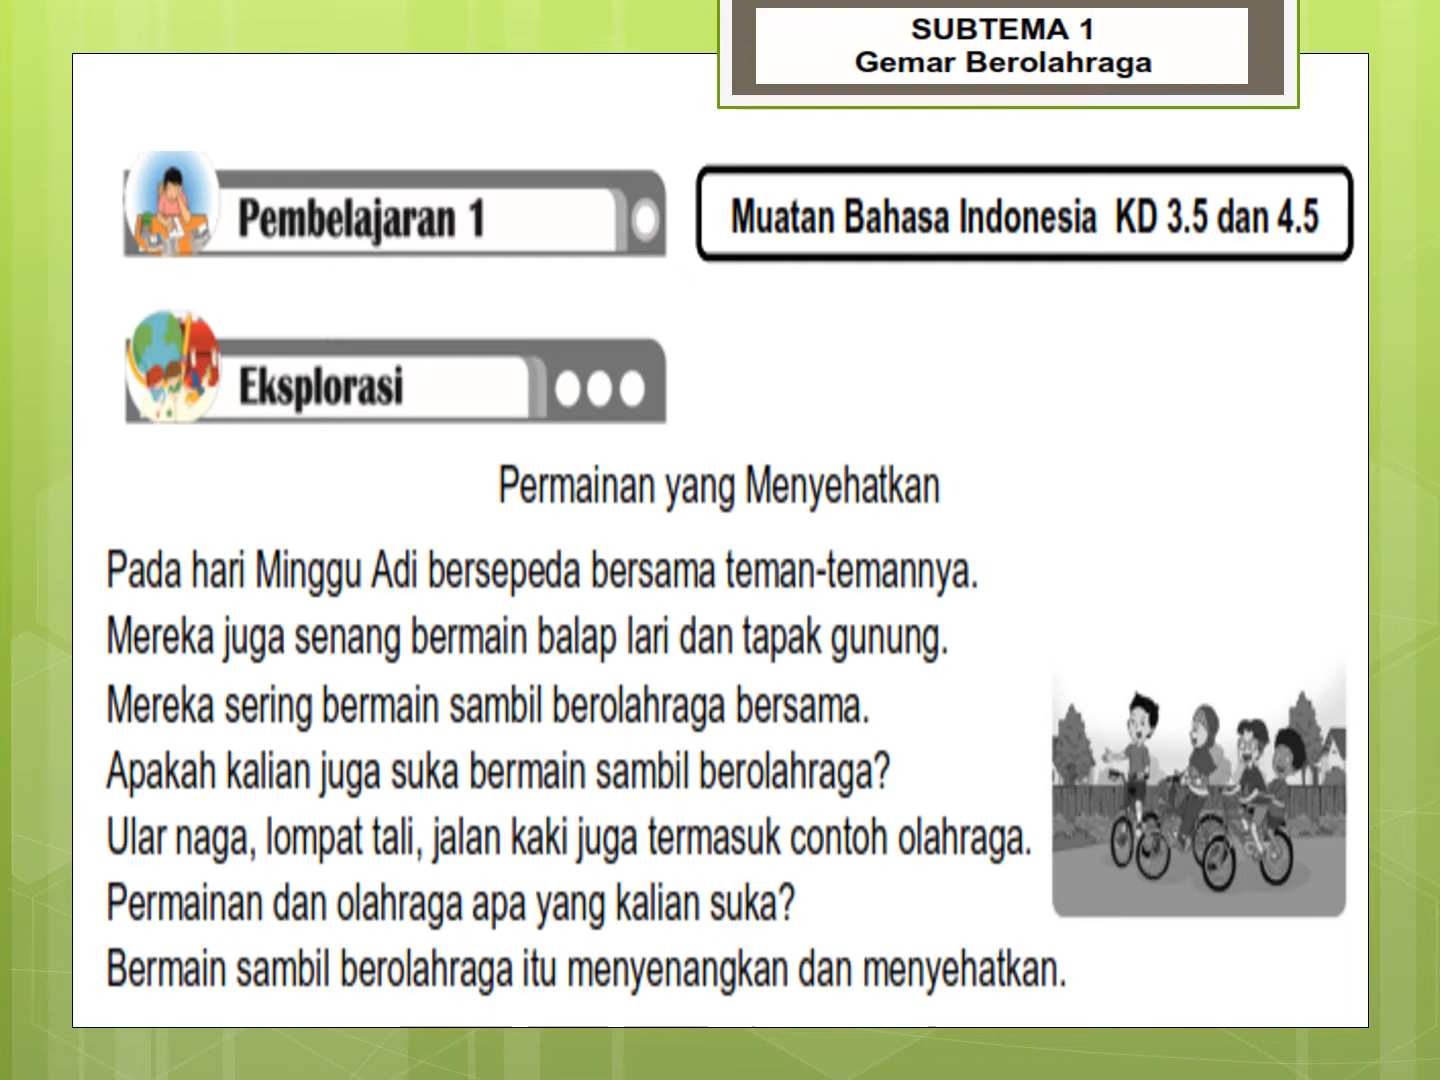 SUBTEMA 1
Gemar Berolahraga
Pembelajaran 1
Muatan Bahasa Indonesia KD 3.5 dan 4.5
Eksplorasi
Permainan yang Menyehatkan
Pada hari Minggu Adi bersepeda bersama teman-temannya.
Mereka juga senang bermain balap lari dan tapak gunung.
Mereka sering bermain sambil berolahraga bersama.
Apakah kalian juga suka bermain sambil berolahraga?
Ular naga, lompat tali, jalan kaki juga termasuk contoh olahraga.
Permainan dan olahraga apa yang kalian suka?
Bermain sambil berolahraga itu menyenangkan dan menyehatkan.